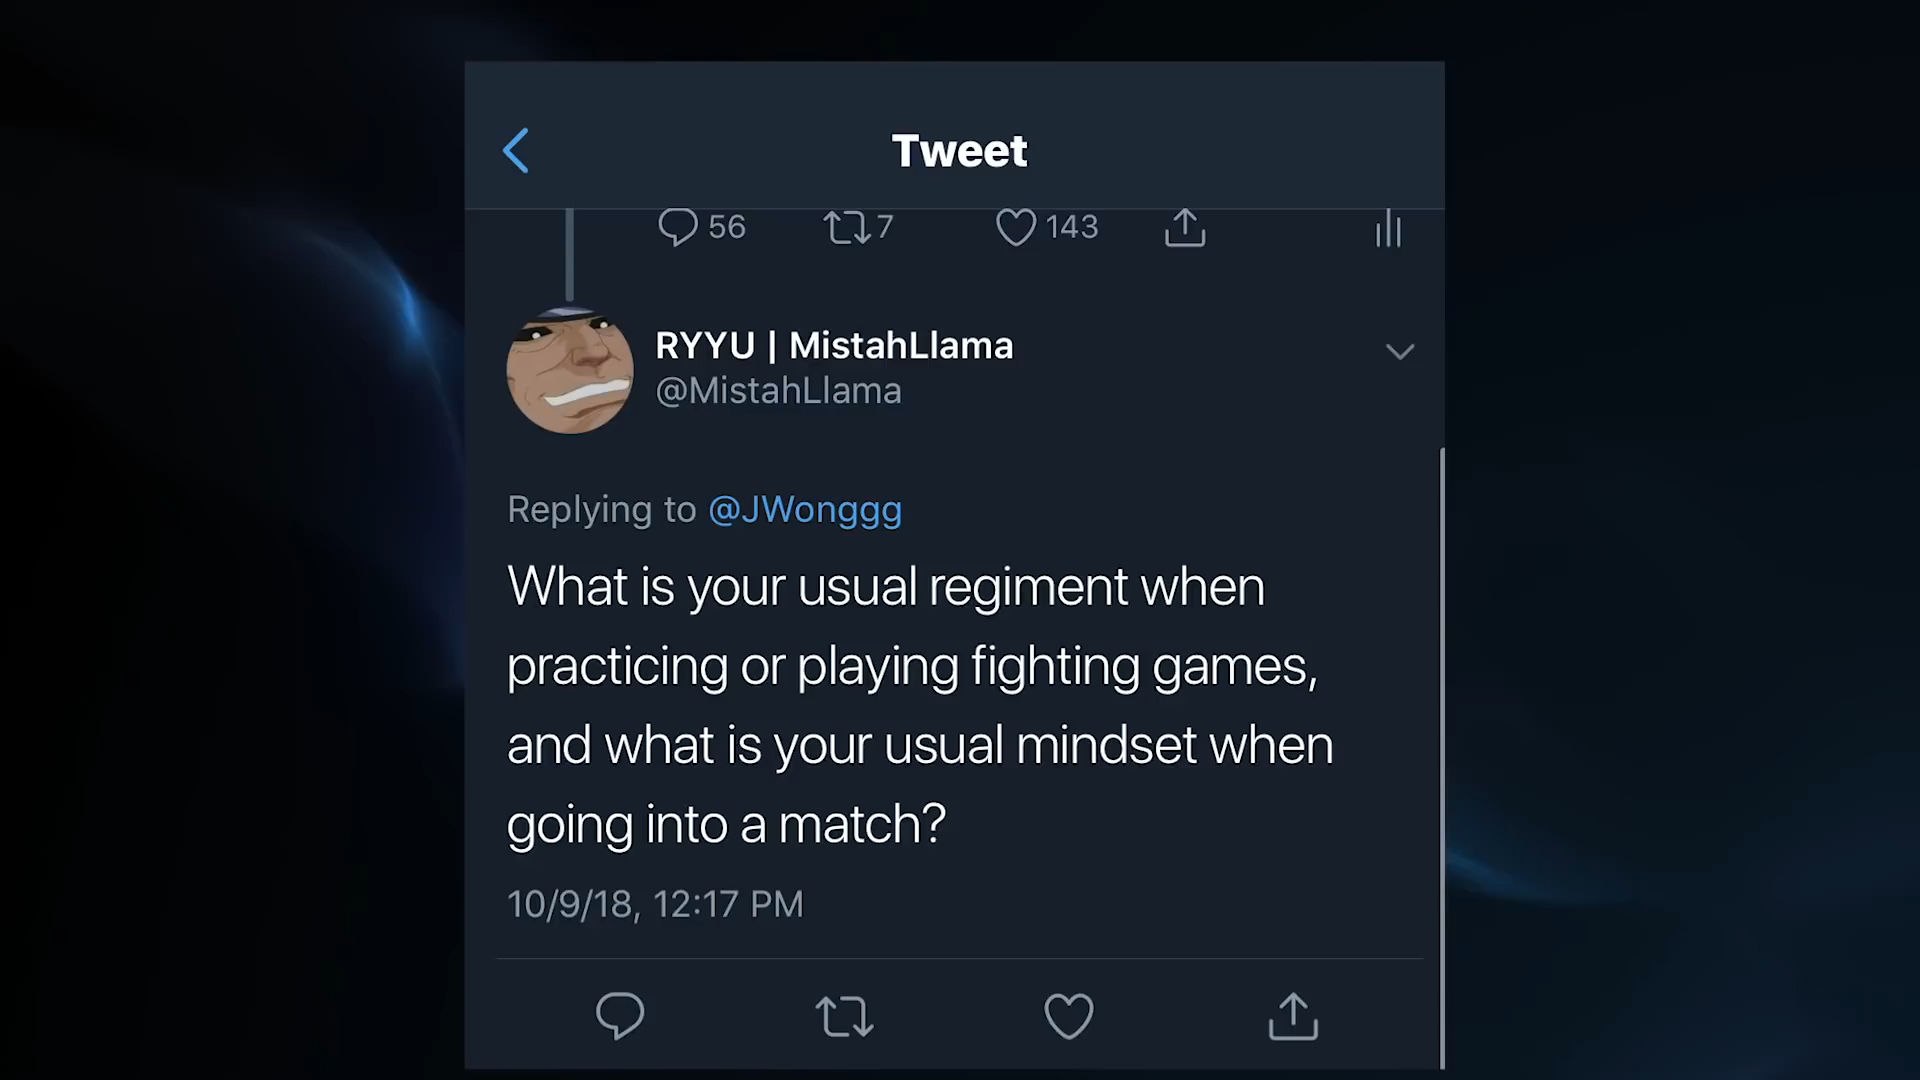 Tweet
56 7 143
RYYU | MistahLlama
@MistahLlama
Replying to @JWonggg
What is your usual regiment when
practicing or playing fighting games,
and what is your usual mindset when
going into a match?
10/9/18, 12:17 PM